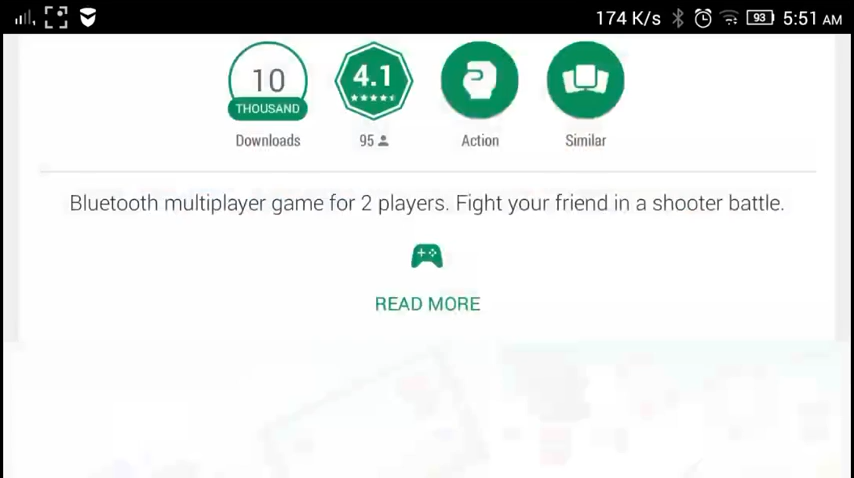 174 K/s 93 5:51 AM
10 4.1
THOUSAND
Downloads 95 Action Similar
Bluetooth multiplayer game for 2 players. Fight your friend in a shooter battle.
READ MORE